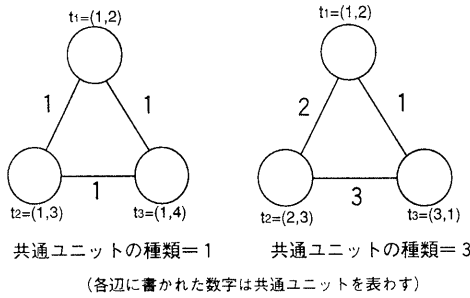 t1=(1,2)
1 1
1
t2=(1,3) t3=(1,4)
共通ユニットの種類=1
t1=(1,2)
2 1
3
t2=(2,3) t3=(3,1)
共通ユニットの種類=3
(各辺に書かれた数字は共通ユニットを表わす)